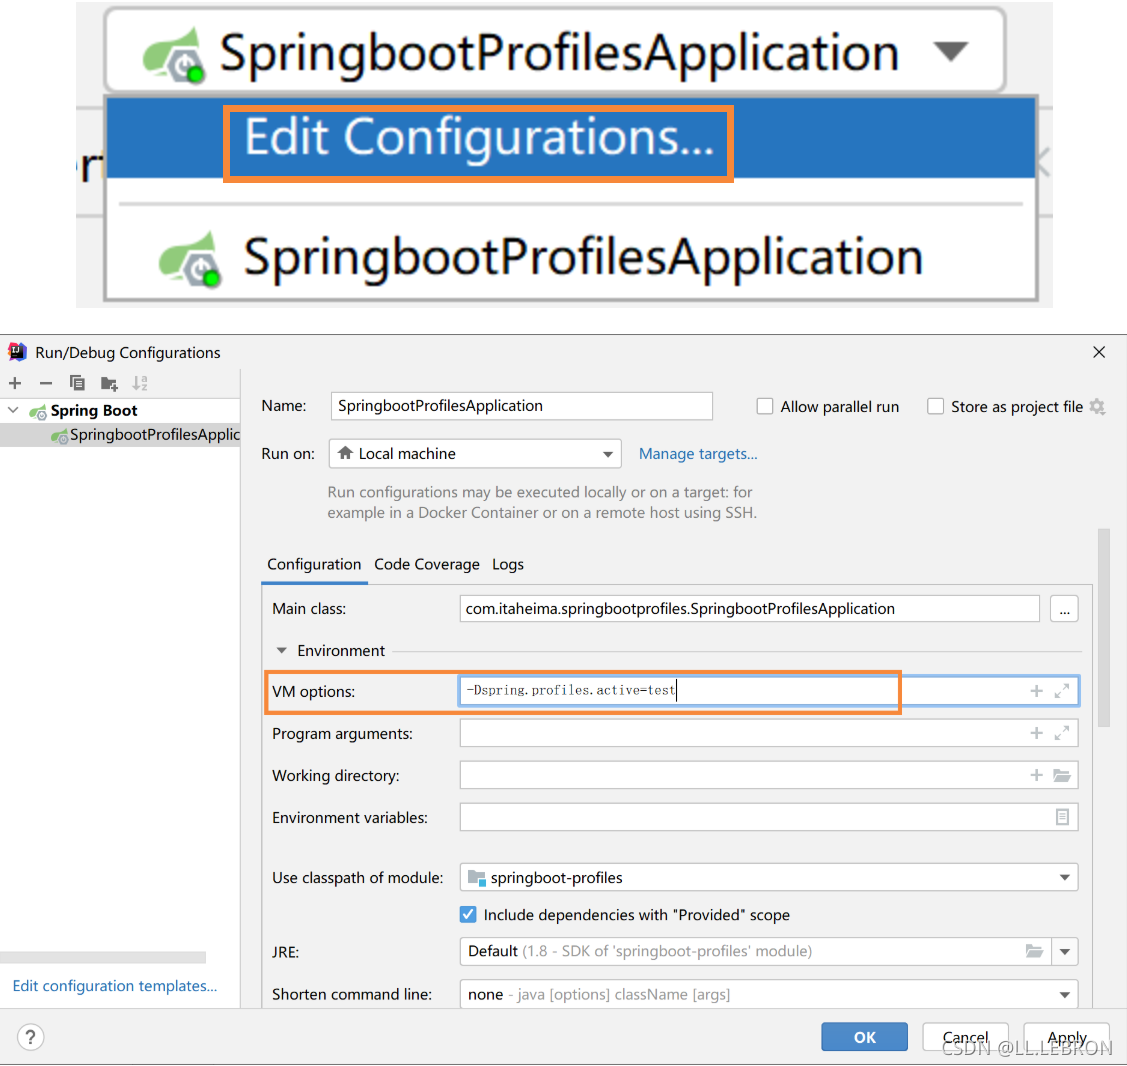 SpringbootProfilesApplication
Edit Configurations...
SpringbootProfilesApplication
Run/Debug Configurations
Spring Boot
SpringbootProfilesApplic
Name: SpringbootProfilesApplication Allow parallel run Store as project file
Run on: Local machine Manage targets...
Run configurations may be executed locally or on a target: for
example in a Docker Container or on a remote host using SSH.
Configuration Code Coverage Logs
Main class: com.itaheima.springbootprofiles.SpringbootProfilesApplication ...
Environment
VM options: -Dspring.profiles.active=test
Program arguments:
Working directory:
Environment variables:
Use classpath of module: springboot-profiles
Include dependencies with "Provided" scope
JRE: Default (1.8 - SDK of 'springboot-profiles' module)
Edit configuration templates...
Shorten command line: none - java [options] className [args]
? OK Cancel Apply
CSDN @LL.LEBRON